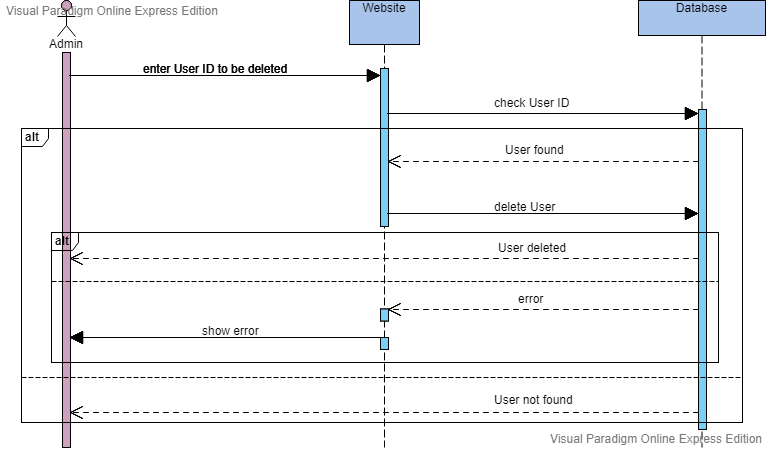 Visual Paradigm Online Express Edition
Website
Database
Admin
enter User ID to be deleted
check User ID
alt
User found
delete User
alt
User deleted
error
show error
User not found
Visual Paradigm Online Express Edition